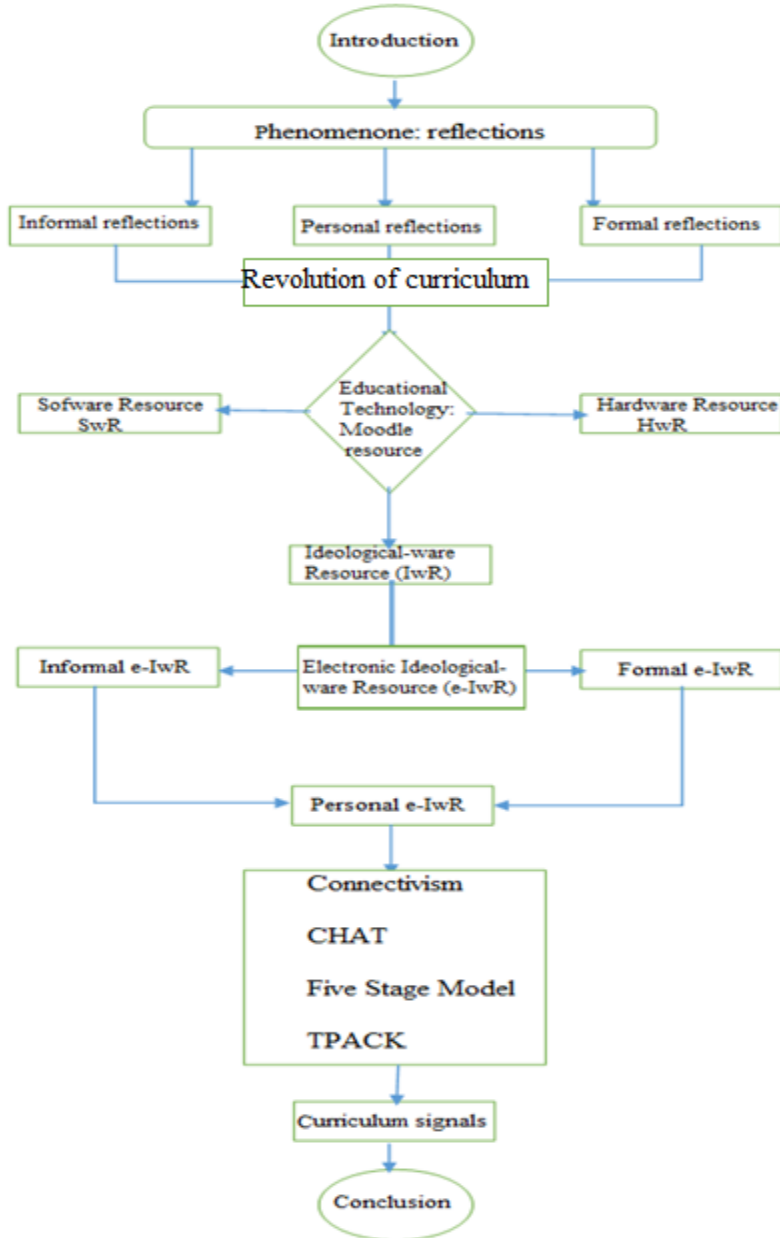 Introduction
Phenomenone: reflections
Informal reflections
Personal reflections
Formal reflections
Revolution of curriculum
Educational
Technology:
Moodle
resource
Sofware Resource
SwR
Hardware Resource
HwR
Ideological-ware
Resource (IwR)
Informal e-IwR
Electronic Ideological-
ware Resource (e-IwR)
Formal e-IwR
Personal e-IwR
Connectivism
CHAT
Five Stage Model
TPACK
Curriculum signals
Conclusion